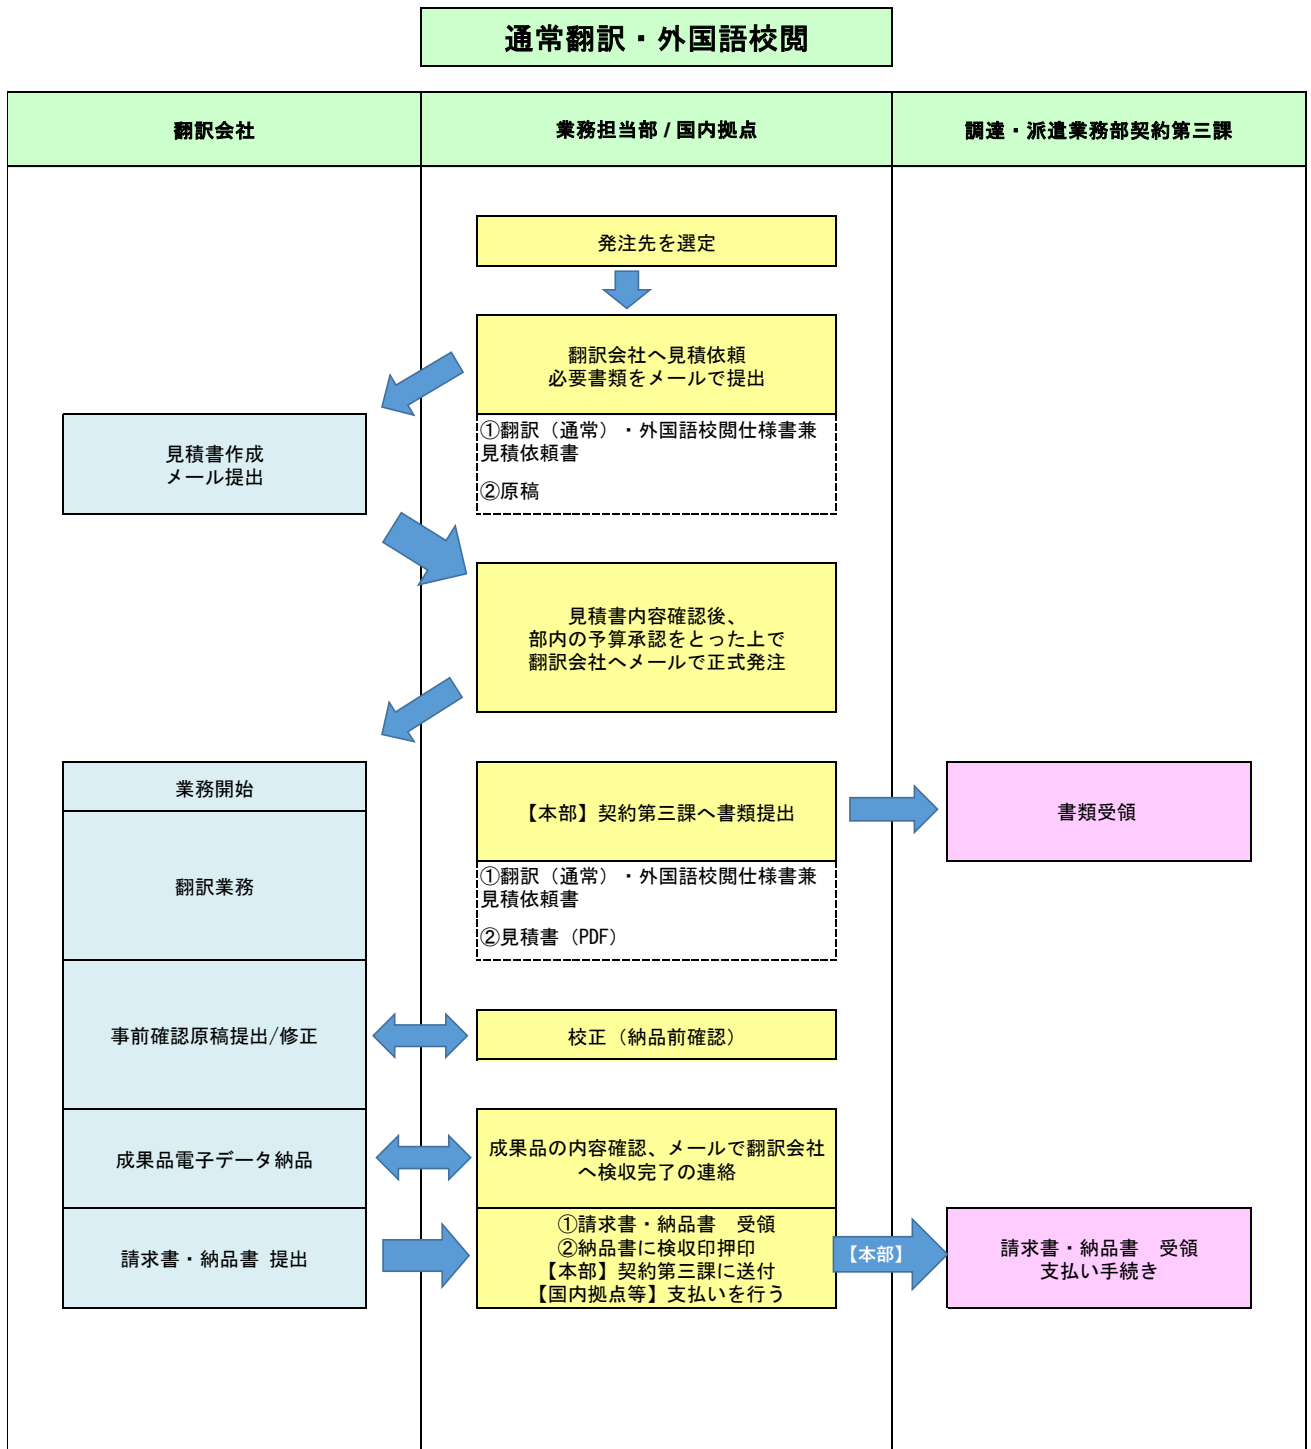 通常翻訳・外国語校閲
翻訳会社
業務担当部 / 国内拠点
調達・派遣業務部契約第三課
発注先を選定
翻訳会社へ見積依頼
必要書類をメールで提出
①翻訳（通常）・外国語校閲仕様書兼
見積依頼書
②原稿
見積書作成
メール提出
見積書内容確認後、
部内の予算承認をとった上で
翻訳会社へメールで正式発注
業務開始
翻訳業務
【本部】契約第三課へ書類提出
書類受領
①翻訳（通常）・外国語校閲仕様書兼
見積依頼書
②見積書（PDF）
事前確認原稿提出/修正
校正（納品前確認）
成果品電子データ納品
成果品の内容確認、メールで翻訳会社
へ検収完了の連絡
請求書・納品書 提出
①請求書・納品書　受領
②納品書に検収印押印
【本部】契約第三課に送付
【国内拠点等】支払いを行う
【本部】
請求書・納品書　受領
支払い手続き